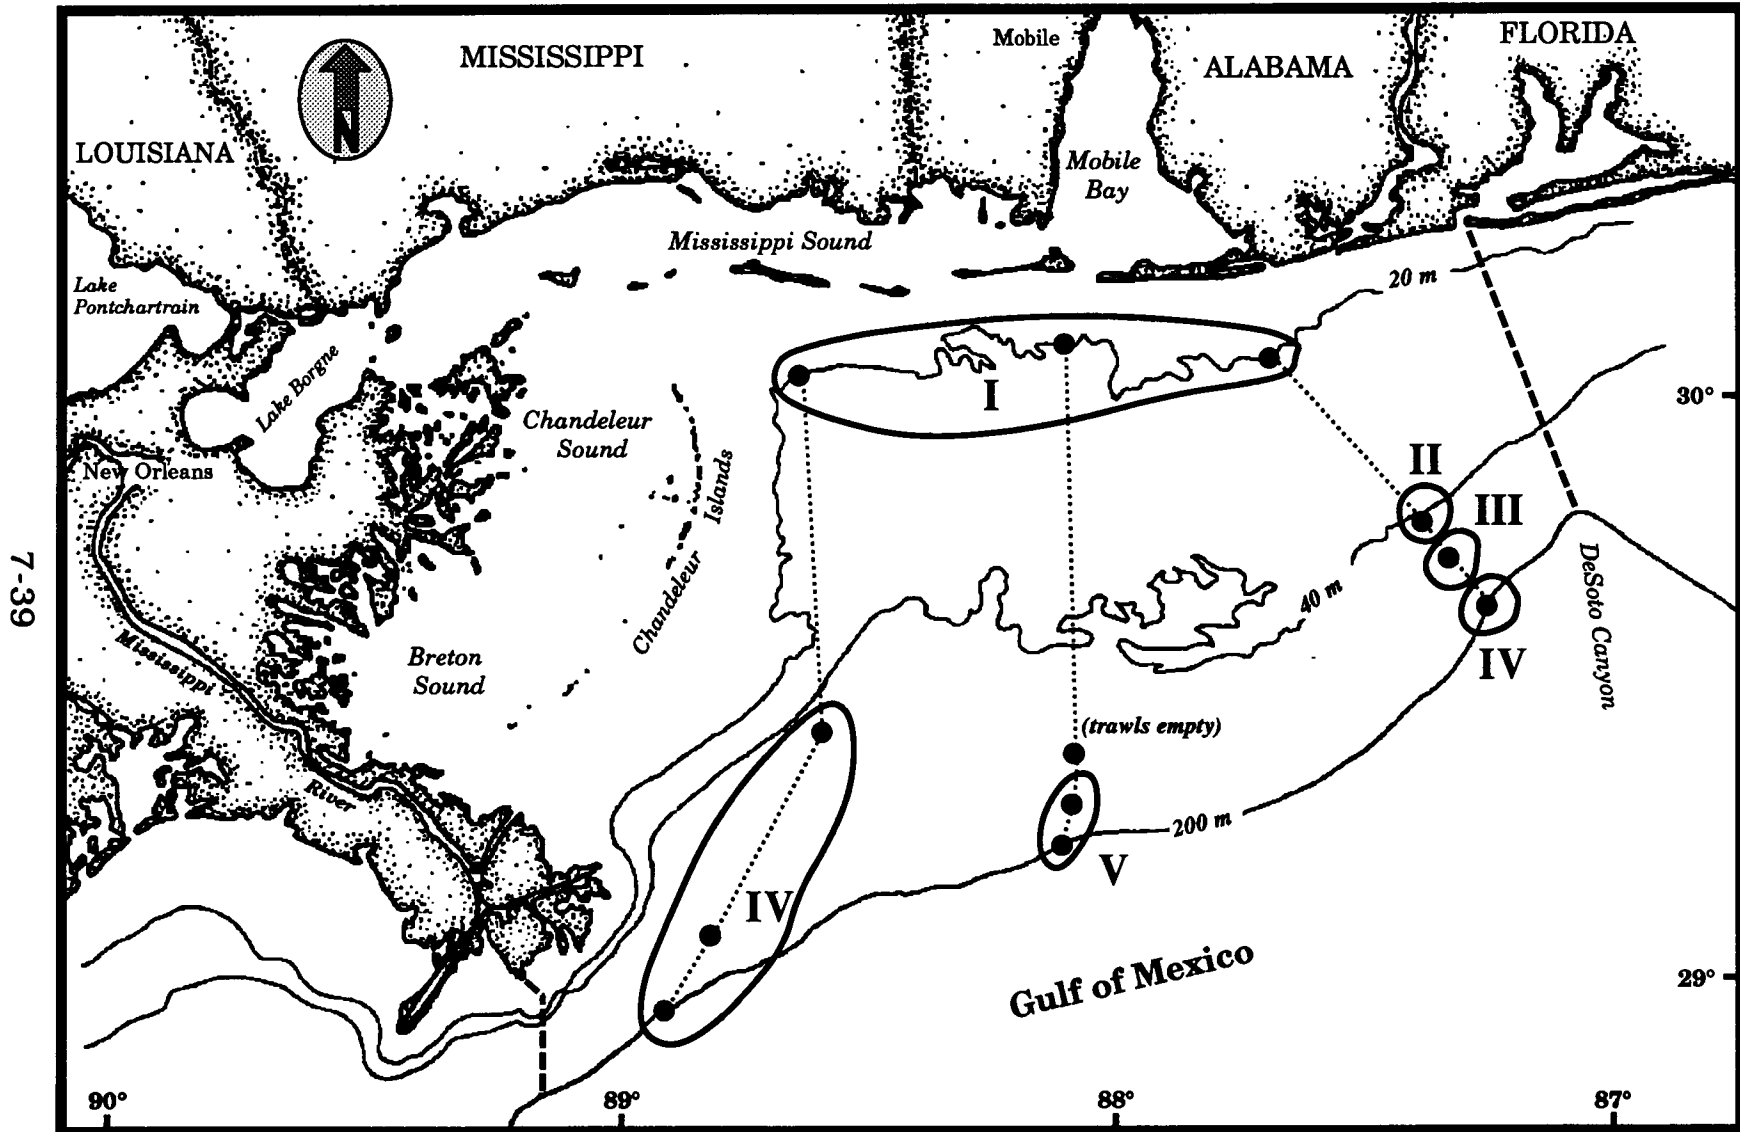 MISSISSIPPI
Mobile
FLORIDA
ALABAMA
N
LOUISIANA
Mobile
Bay
Mississippi Sound
Lake
Pontchartrain
20 m
Lake Borgne
30°
I
Chandeleur
Sound
New Orleans
Chandeleur Islands
II
III
7-39
DeSoto Canyon
40 m
Mississippi River
Breton
Sound
IV
(trawls empty)
200 m
V
IV
Gulf of Mexico
29°
90°
89°
88°
87°